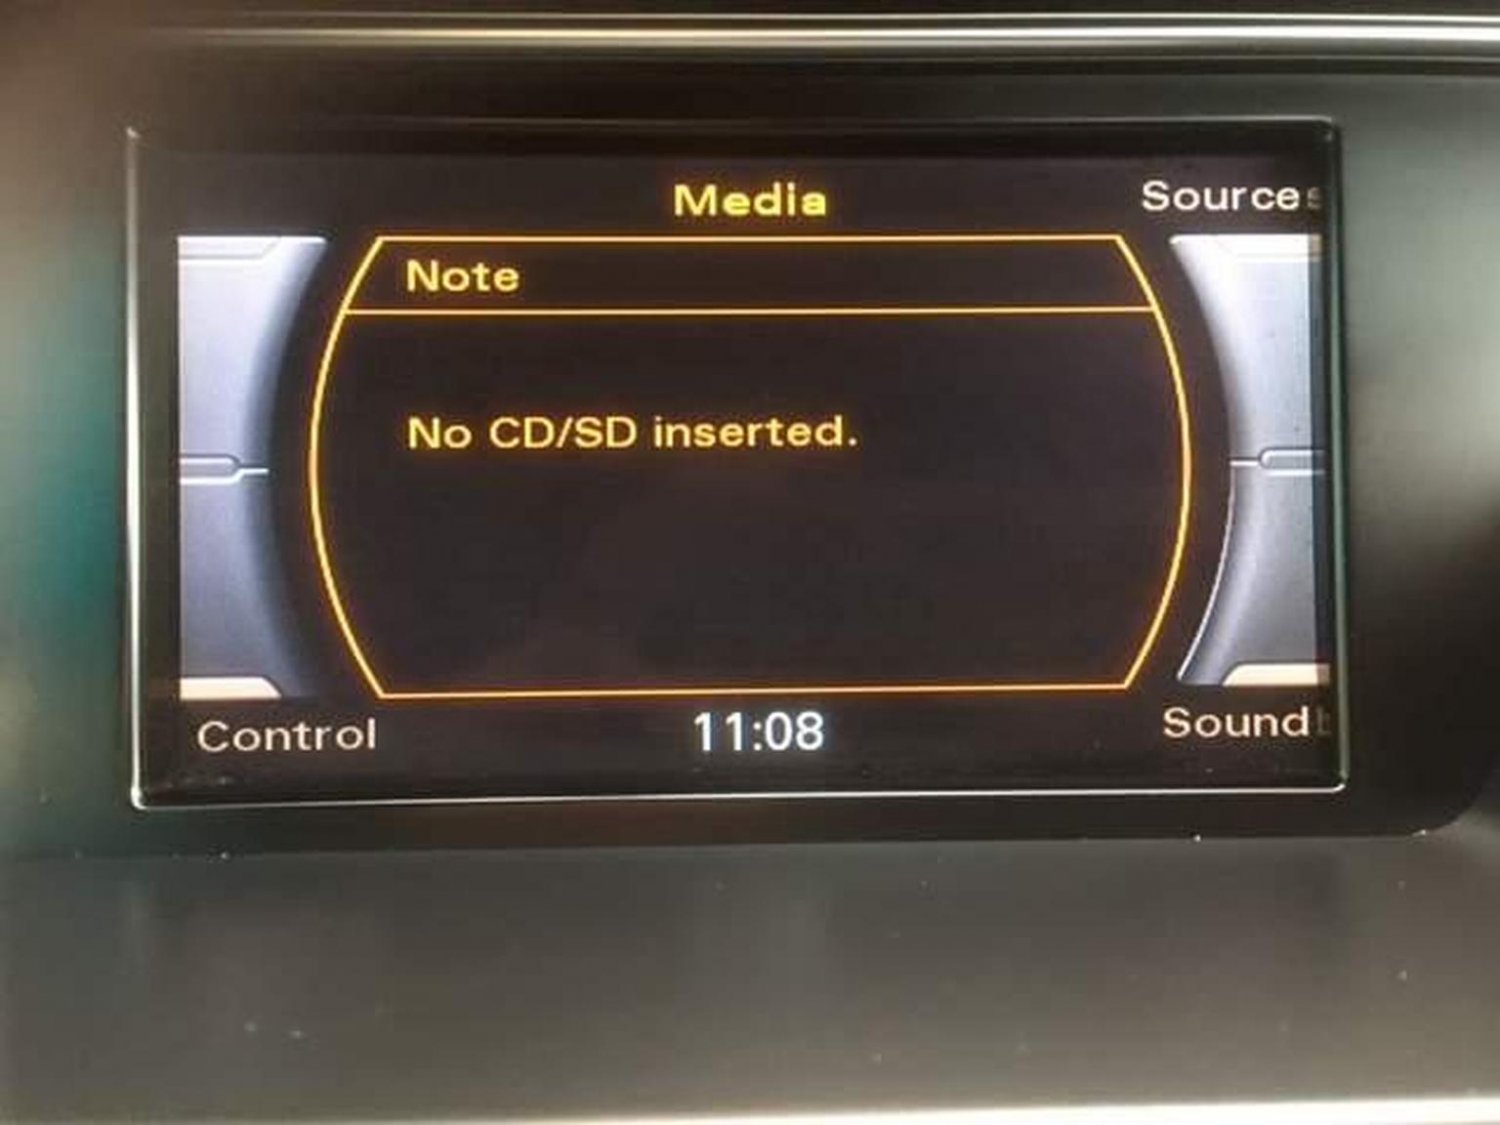 Media
Sources
Note
No CD/SD inserted.
Control
11:08
Sound